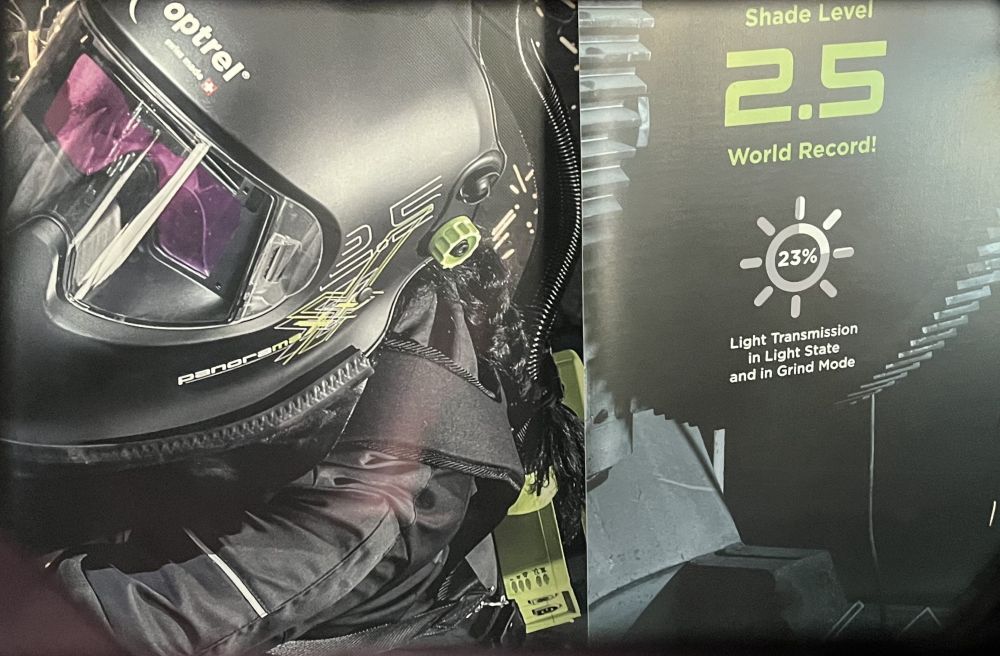 optrel®
swiss made
panorama
Shade Level
2.5
World Record!
23%
Light Transmission
in Light State
and in Grind Mode